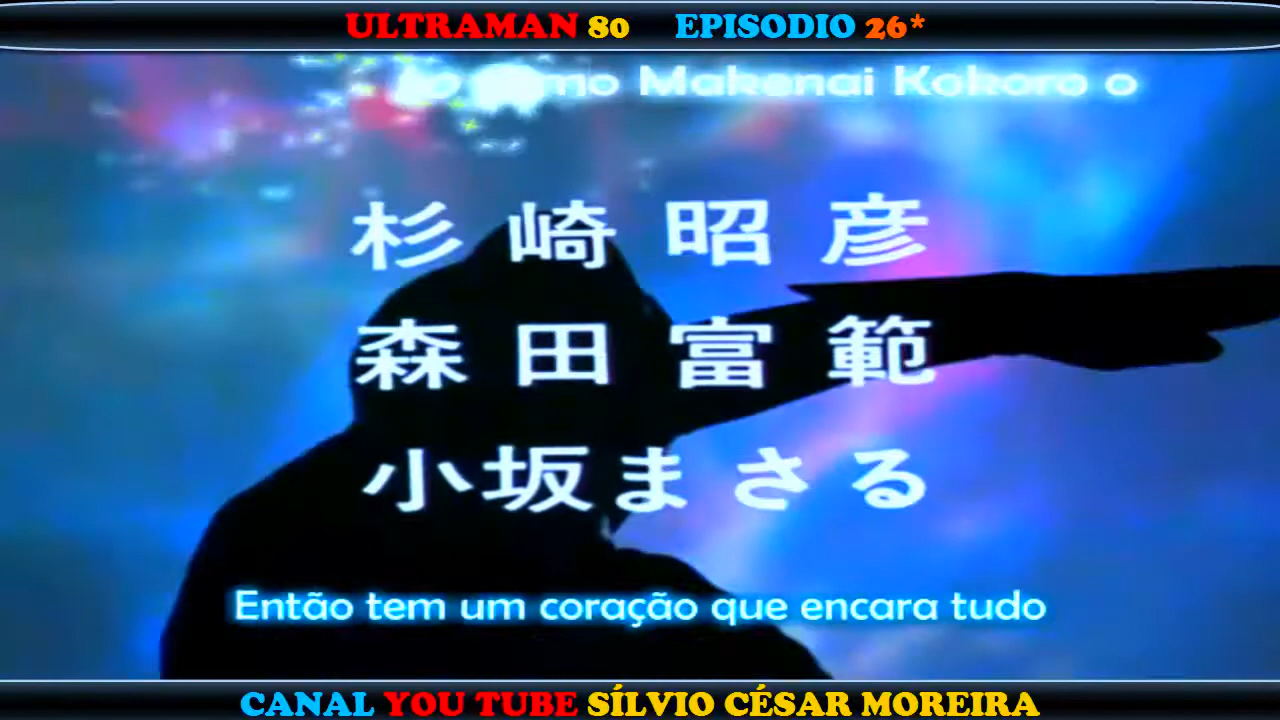 ULTRAMAN 80 EPISODIO 26*
Makenai Kokoro o
杉崎昭彦
森田富範
小坂まさる
Então tem um coração que encara tudo
CANAL YOU TUBE SÍLVIO CÉSAR MOREIRA